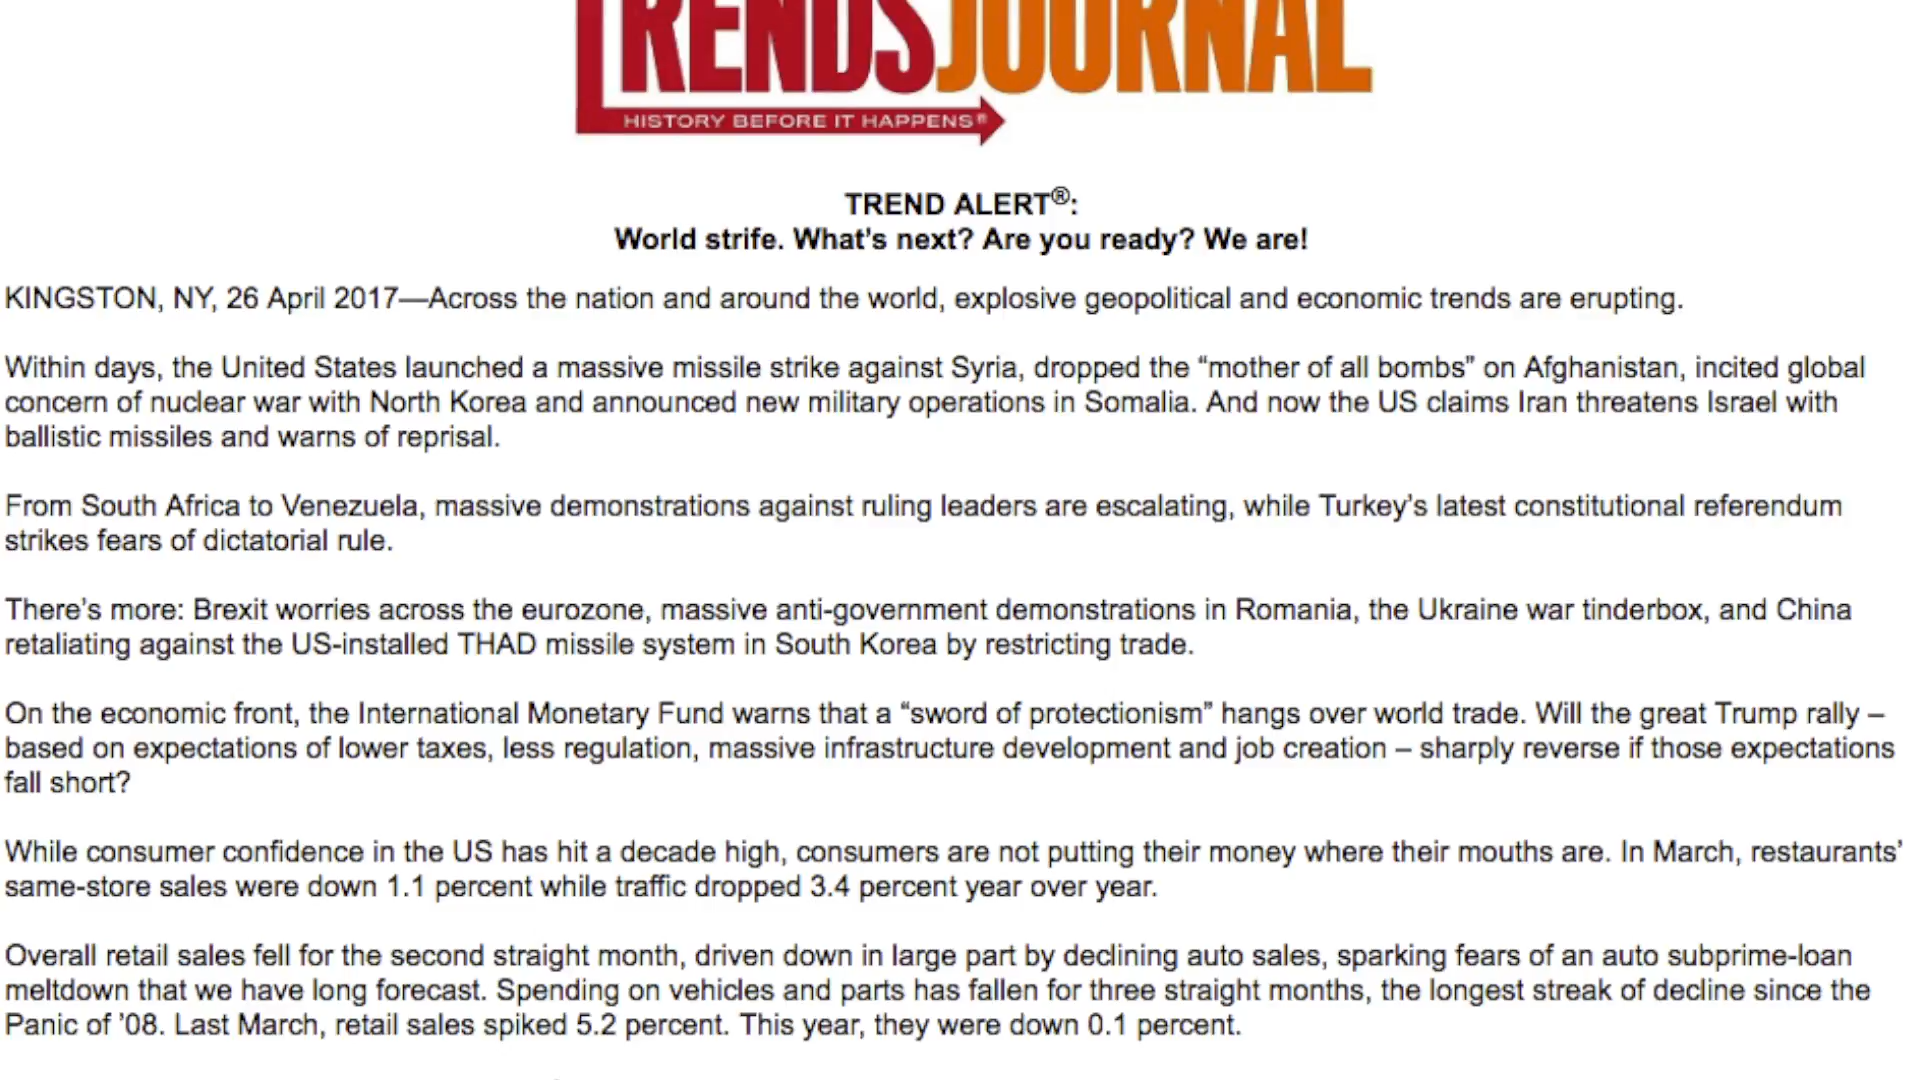 TRENDSJOURNAL
HISTORY BEFORE IT HAPPENS®
TREND ALERT®:
World strife. What's next? Are you ready? We are!
KINGSTON, NY, 26 April 2017—Across the nation and around the world, explosive geopolitical and economic trends are erupting.
Within days, the United States launched a massive missile strike against Syria, dropped the “mother of all bombs” on Afghanistan, incited global
concern of nuclear war with North Korea and announced new military operations in Somalia. And now the US claims Iran threatens Israel with
ballistic missiles and warns of reprisal.
From South Africa to Venezuela, massive demonstrations against ruling leaders are escalating, while Turkey’s latest constitutional referendum
strikes fears of dictatorial rule.
There’s more: Brexit worries across the eurozone, massive anti-government demonstrations in Romania, the Ukraine war tinderbox, and China
retaliating against the US-installed THAD missile system in South Korea by restricting trade.
On the economic front, the International Monetary Fund warns that a “sword of protectionism” hangs over world trade. Will the great Trump rally –
based on expectations of lower taxes, less regulation, massive infrastructure development and job creation – sharply reverse if those expectations
fall short?
While consumer confidence in the US has hit a decade high, consumers are not putting their money where their mouths are. In March, restaurants’
same-store sales were down 1.1 percent while traffic dropped 3.4 percent year over year.
Overall retail sales fell for the second straight month, driven down in large part by declining auto sales, sparking fears of an auto subprime-loan
meltdown that we have long forecast. Spending on vehicles and parts has fallen for three straight months, the longest streak of decline since the
Panic of ’08. Last March, retail sales spiked 5.2 percent. This year, they were down 0.1 percent.